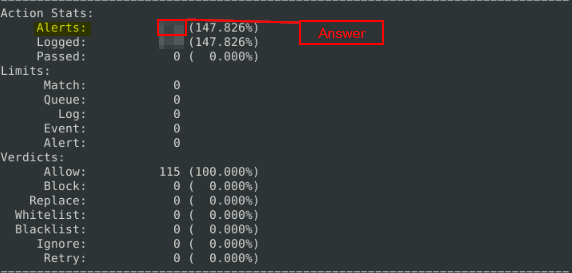 Action Stats:
Alerts: (147.826%)
Answer
Logged: (147.826%)
Passed: 0 (  0.000%)
Limits:
Match: 0
Queue: 0
Log: 0
Event: 0
Alert: 0
Verdicts:
Allow: 115 (100.000%)
Block: 0 (  0.000%)
Replace: 0 (  0.000%)
Whitelist: 0 (  0.000%)
Blacklist: 0 (  0.000%)
Ignore: 0 (  0.000%)
Retry: 0 (  0.000%)